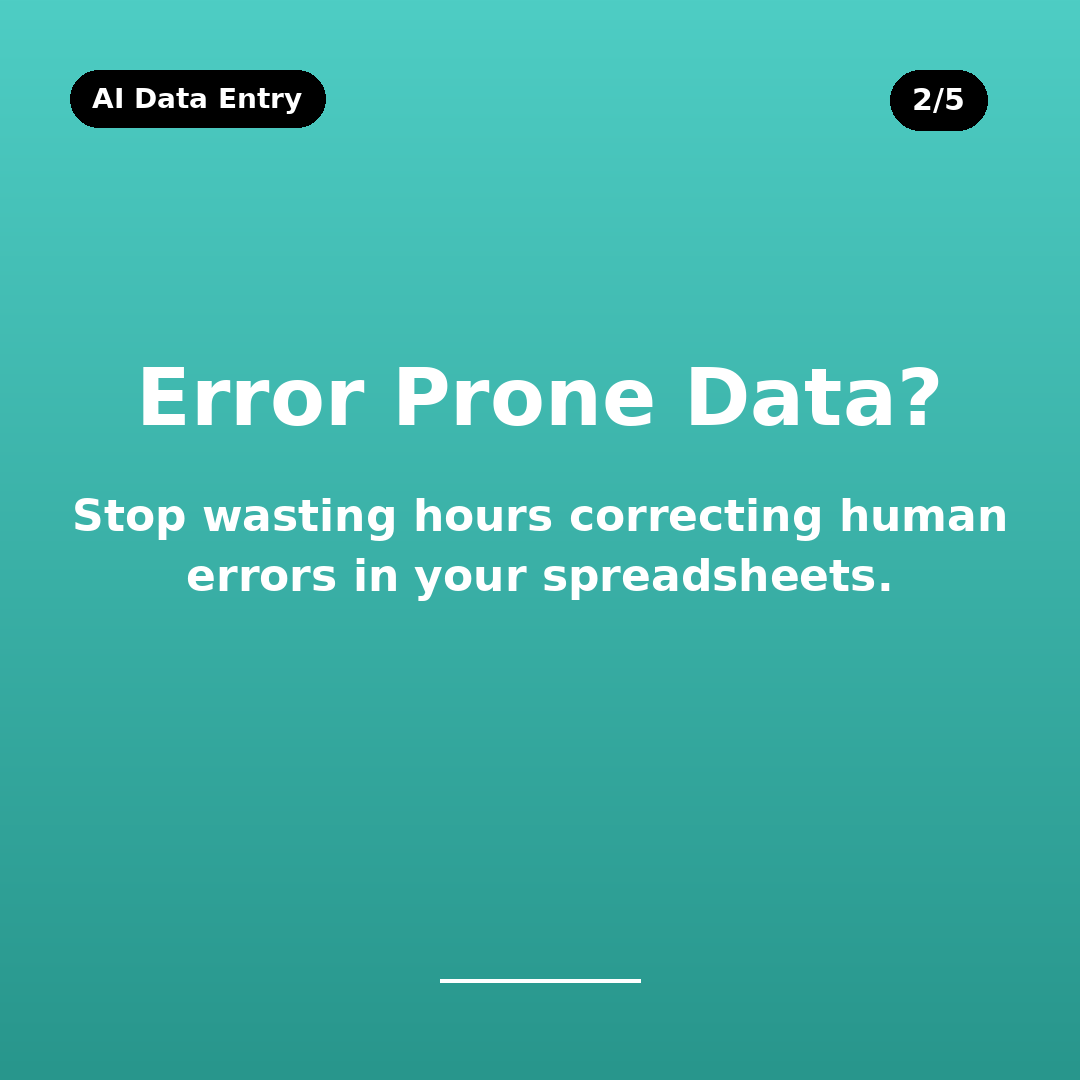 AI Data Entry
2/5
Error Prone Data?
Stop wasting hours correcting human
errors in your spreadsheets.